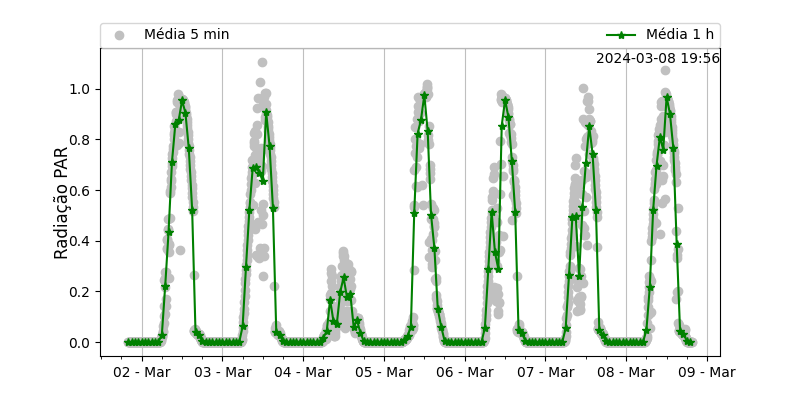 Média 5 min
Média 1 h
2024-03-08 19:56
Radiação PAR
1.0
0.8
0.6
0.4
0.2
0.0
02 - Mar
03 - Mar
04 - Mar
05 - Mar
06 - Mar
07 - Mar
08 - Mar
09 - Mar